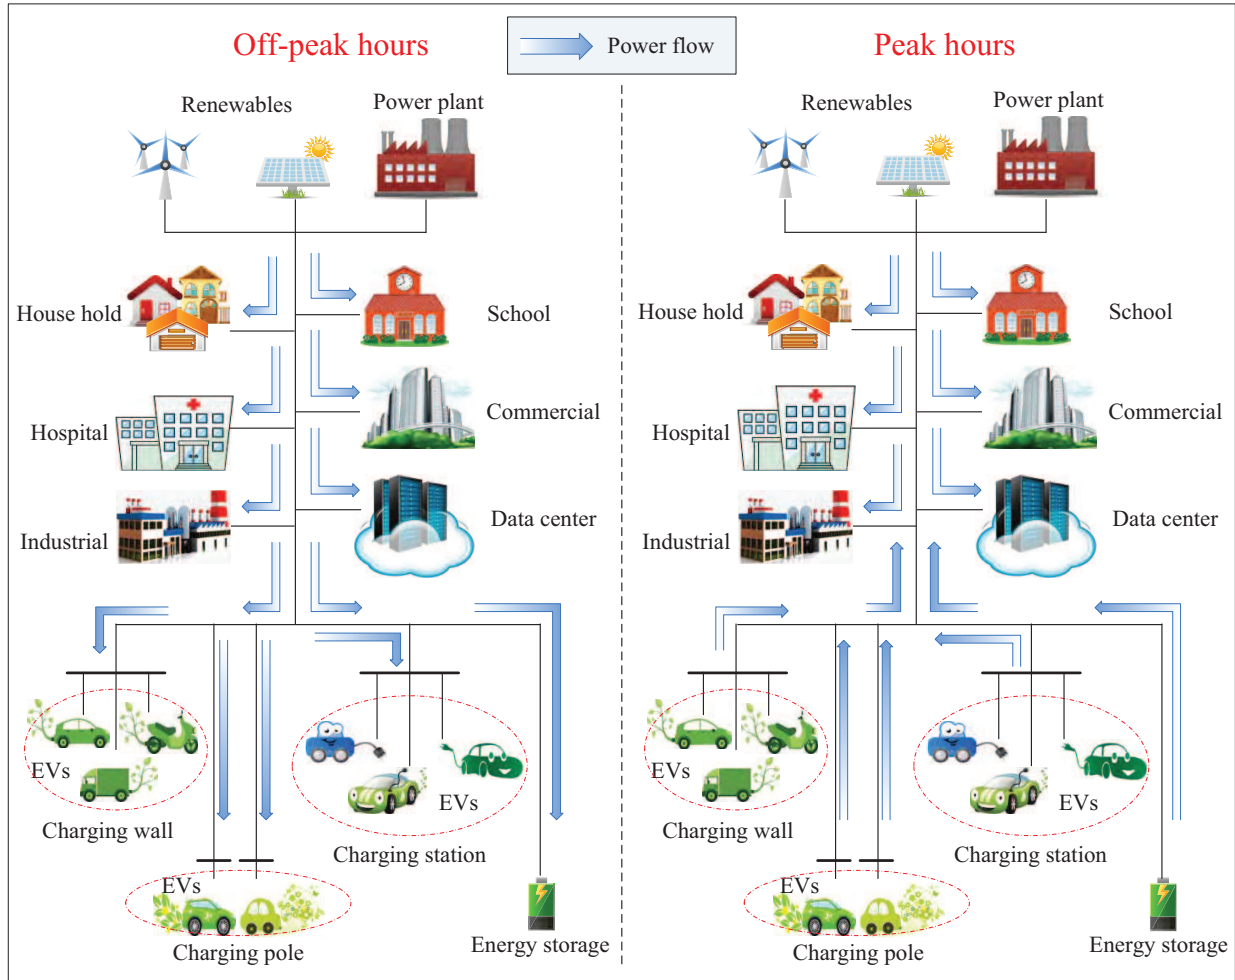 Off-peak hours
Power flow
Peak hours
Renewables
Power plant
House hold
School
Hospital
Commercial
Industrial
Data center
EVs
Charging wall
EVs
Charging station
EVs
Charging pole
Energy storage
Renewables
Power plant
House hold
School
Hospital
Commercial
Industrial
Data center
EVs
Charging wall
EVs
Charging station
EVs
Charging pole
Energy storage